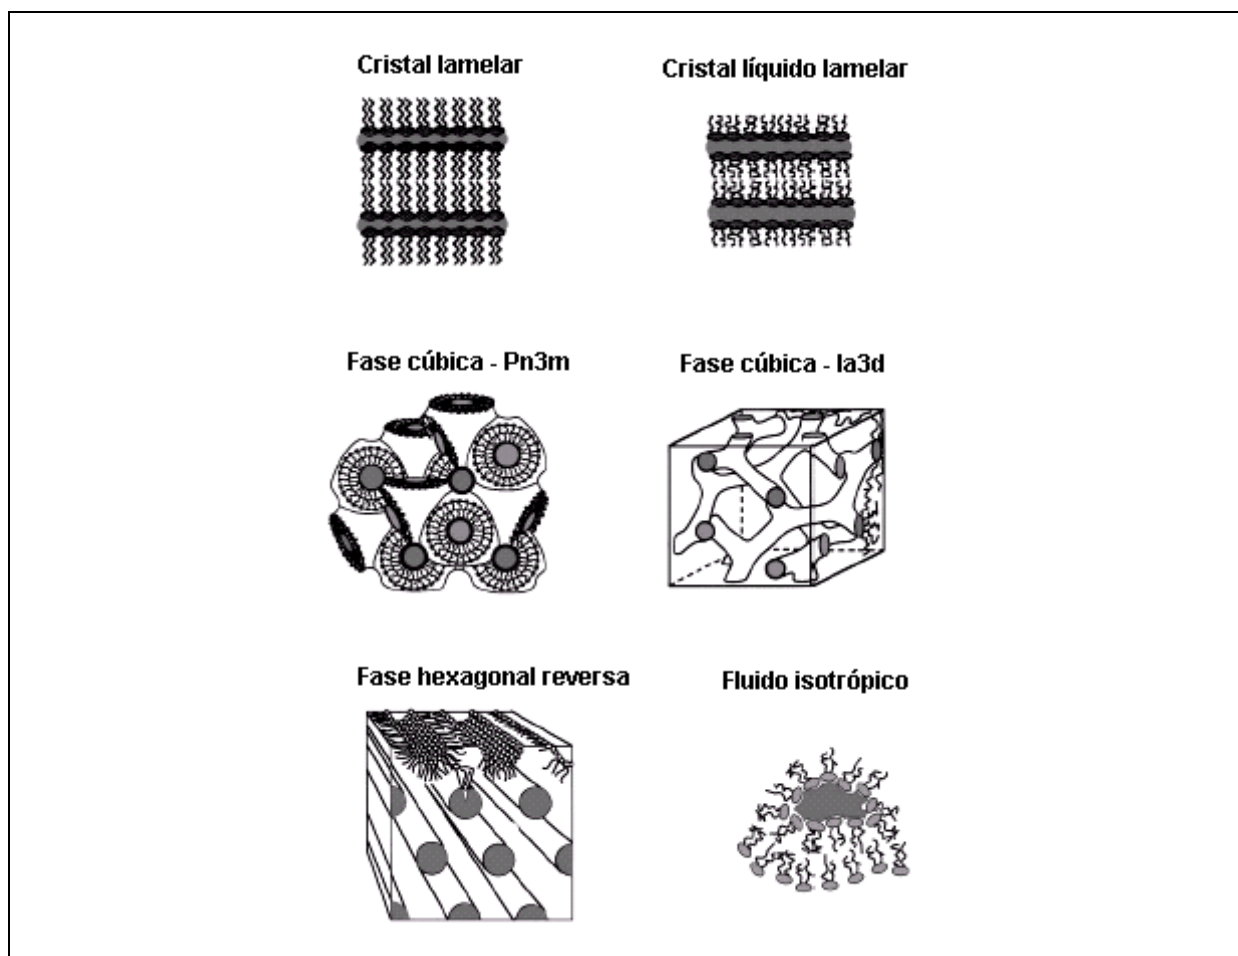 Cristal lamelar
Cristal líquido lamelar
Fase cúbica - Pn3m
Fase cúbica - Ia3d
Fase hexagonal reversa
Fluido isotrópico